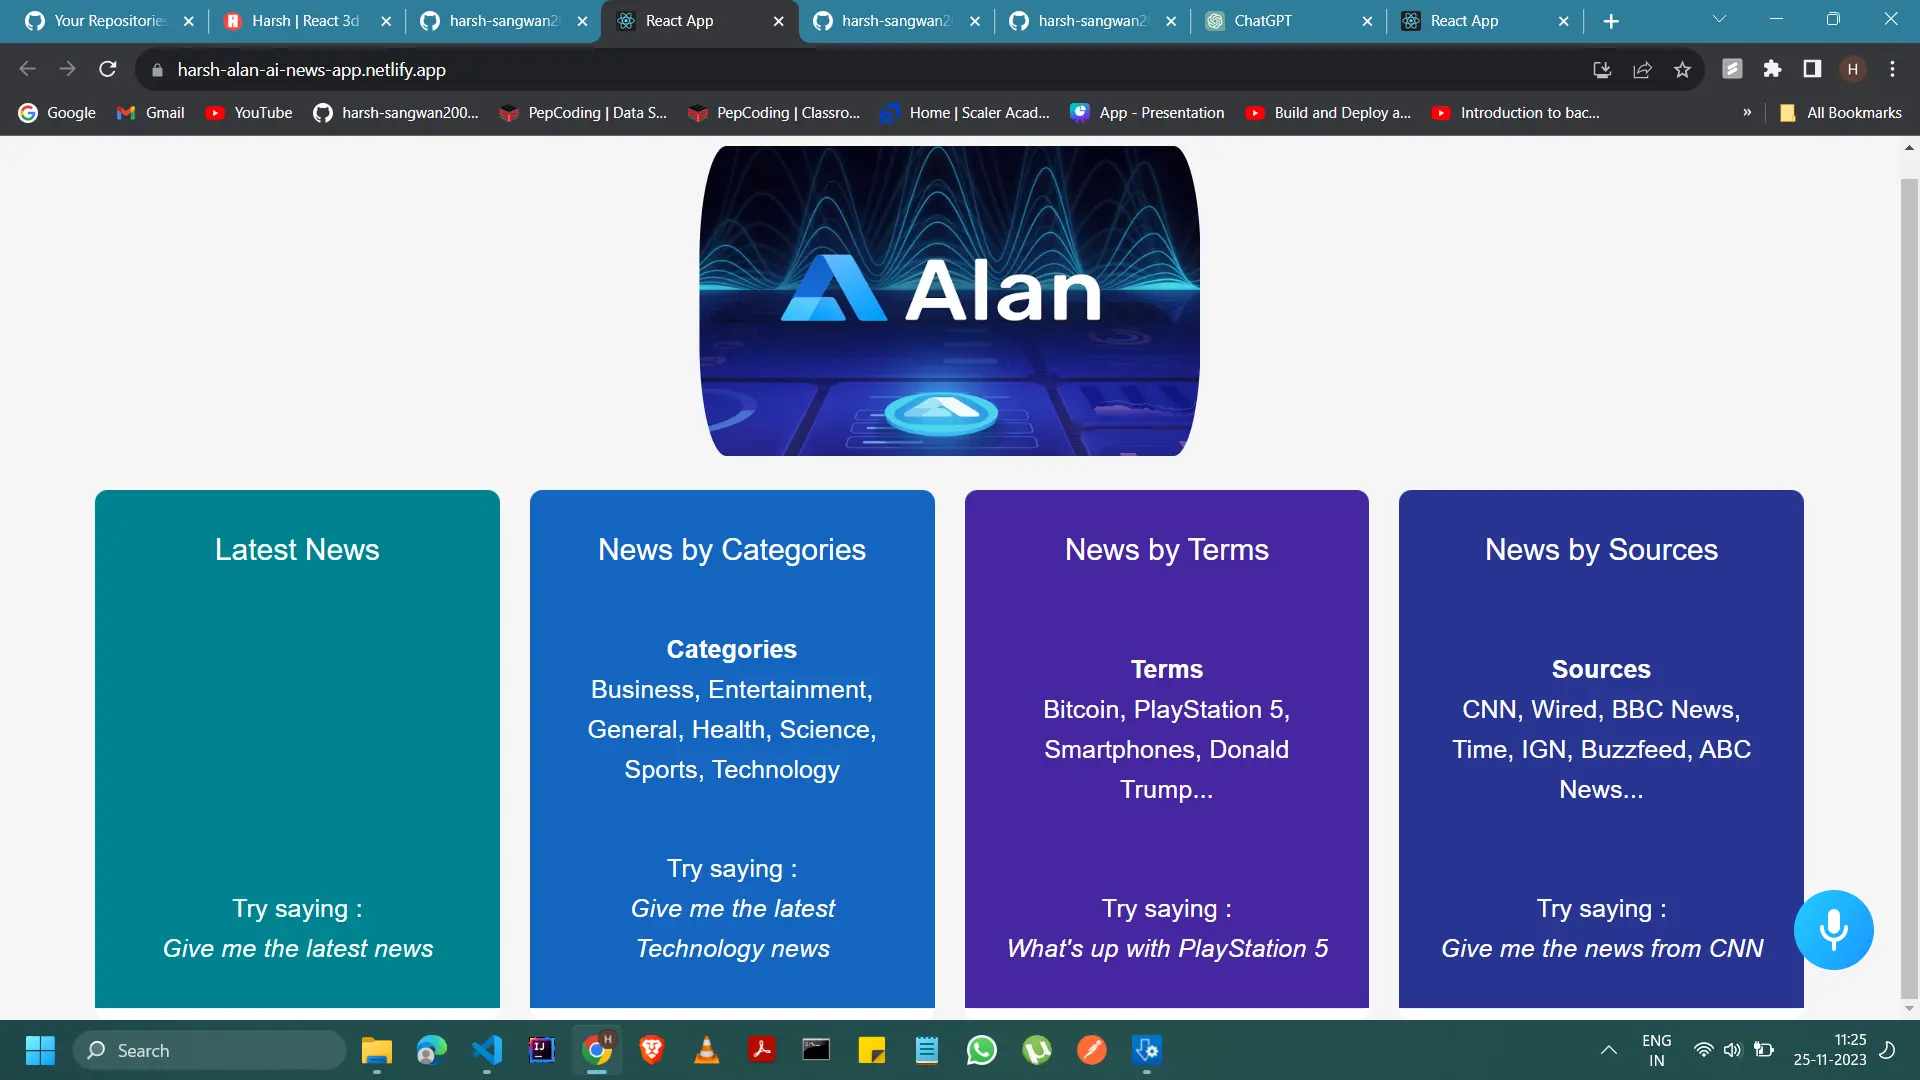 Your Repositories
Harsh | React 3d
harsh-sangwan2
React App
harsh-sangwan2
harsh-sangwan2
ChatGPT
React App
harsh-alan-ai-news-app.netlify.app
H
Google
Gmail
YouTube
harsh-sangwan200...
PepCoding | Data S...
PepCoding | Classro...
Home | Scaler Acad...
App - Presentation
Build and Deploy a...
Introduction to bac...
»
All Bookmarks
Alan
Latest News
Try saying :
Give me the latest news
News by Categories
Categories
Business, Entertainment,
General, Health, Science,
Sports, Technology
Try saying :
Give me the latest
Technology news
News by Terms
Terms
Bitcoin, PlayStation 5,
Smartphones, Donald
Trump...
Try saying :
What's up with PlayStation 5
News by Sources
Sources
CNN, Wired, BBC News,
Time, IGN, Buzzfeed, ABC
News...
Try saying :
Give me the news from CNN
Search
IJ
H
ENG
IN
11:25
25-11-2023